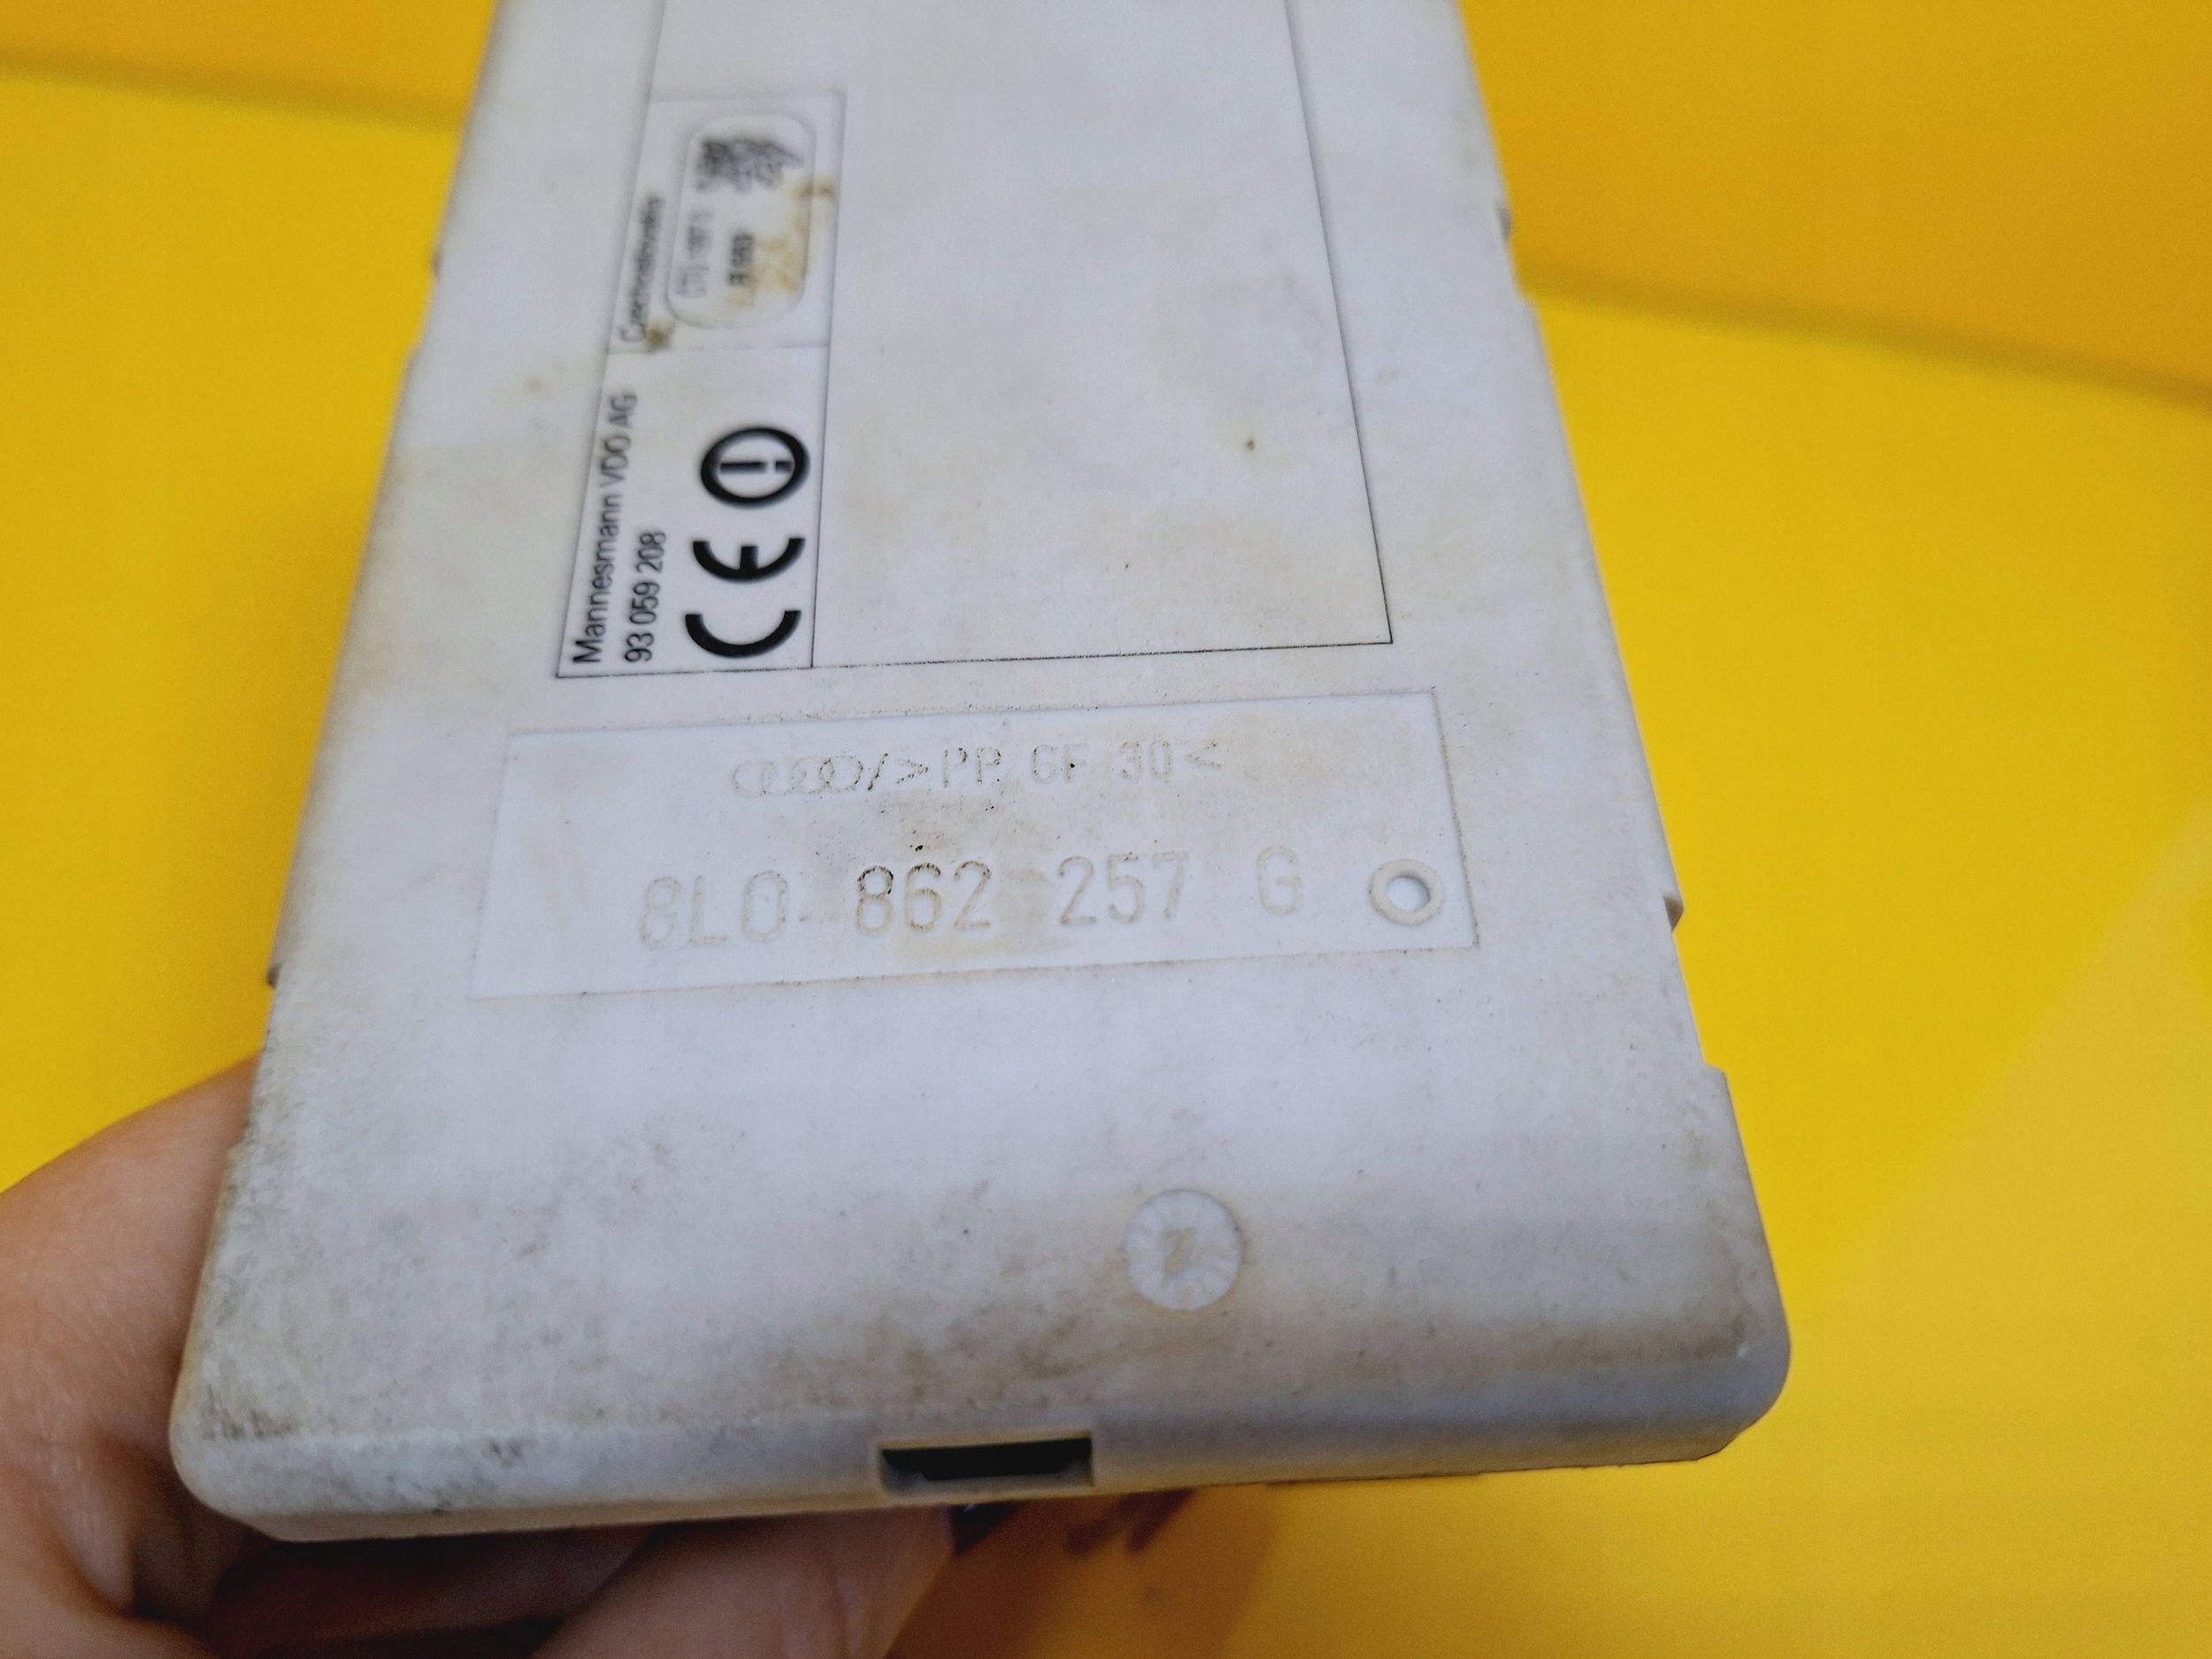 Mannesmann VDO AG
93 059 208
CE
/>PP GF 30<
8L0 862 257 G